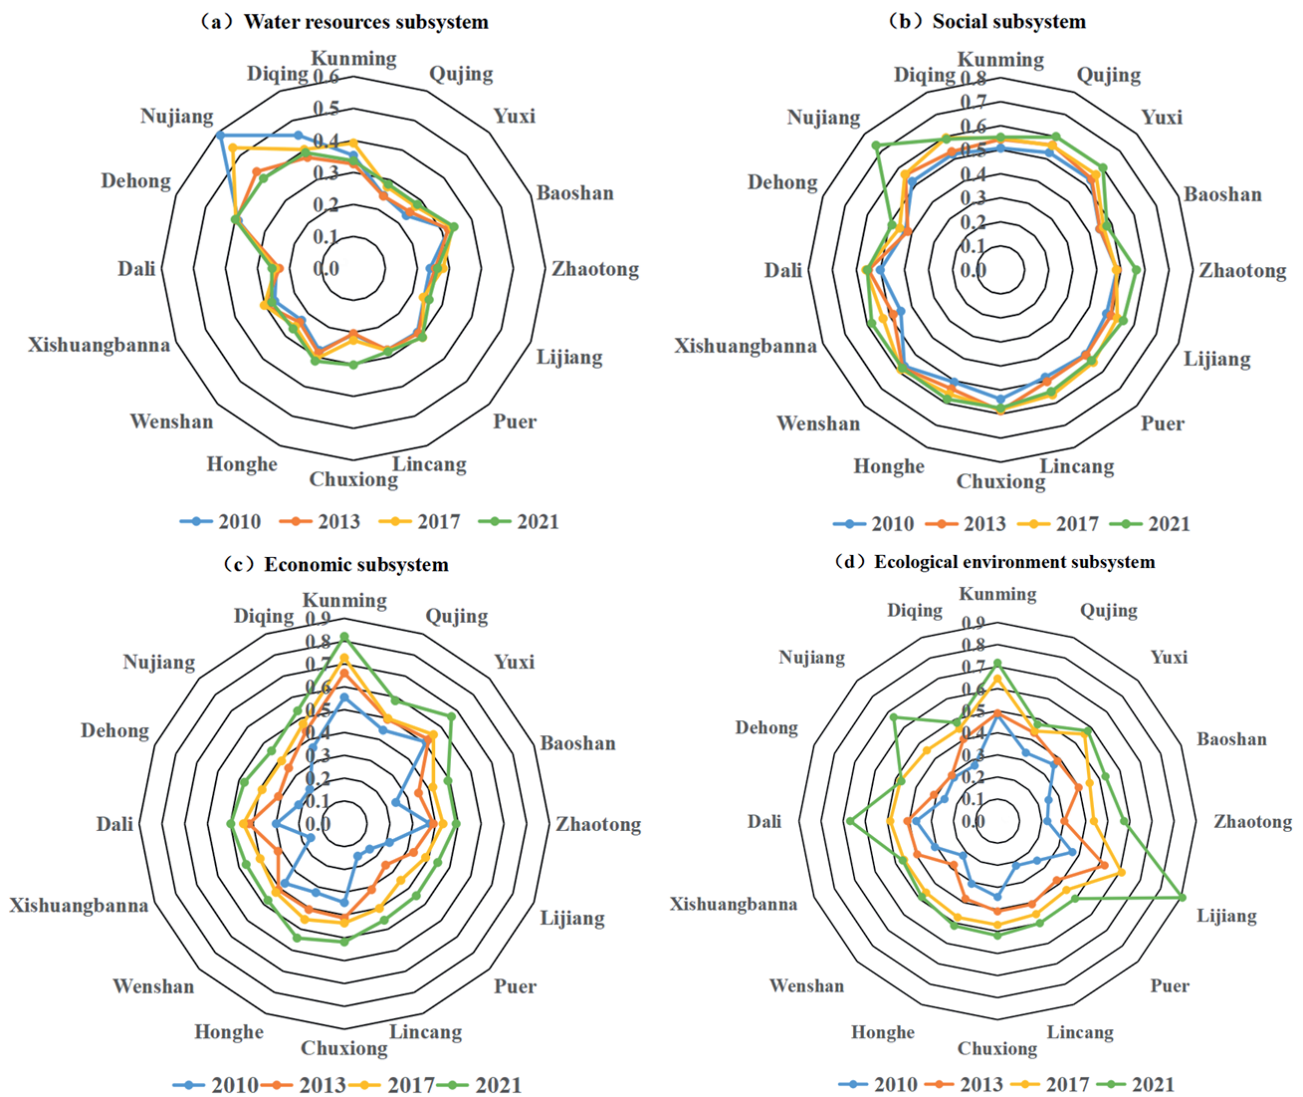 （a）Water resources subsystem
Kunming
Diqing
Qujing
Nujiang
Yuxi
Dehong
Baoshan
Dali
Zhaotong
Xishuangbanna
Lijiang
Wenshan
Puer
Honghe
Lincang
Chuxiong
0.6
0.5
0.4
0.3
0.2
0.1
0.0
2010 2013 2017 2021
（b）Social subsystem
Kunming
Diqing
Qujing
Nujiang
Yuxi
Dehong
Baoshan
Dali
Zhaotong
Xishuangbanna
Lijiang
Wenshan
Puer
Honghe
Lincang
Chuxiong
0.8
0.7
0.6
0.5
0.4
0.3
0.2
0.1
0.0
2010 2013 2017 2021
（c）Economic subsystem
Kunming
Diqing
Qujing
Nujiang
Yuxi
Dehong
Baoshan
Dali
Zhaotong
Xishuangbanna
Lijiang
Wenshan
Puer
Honghe
Lincang
Chuxiong
0.9
0.8
0.7
0.6
0.5
0.4
0.3
0.2
0.1
0.0
2010 2013 2017 2021
（d）Ecological environment subsystem
Kunming
Diqing
Qujing
Nujiang
Yuxi
Dehong
Baoshan
Dali
Zhaotong
Xishuangbanna
Lijiang
Wenshan
Puer
Honghe
Lincang
Chuxiong
0.9
0.8
0.7
0.6
0.5
0.4
0.3
0.2
0.1
0.0
2010 2013 2017 2021